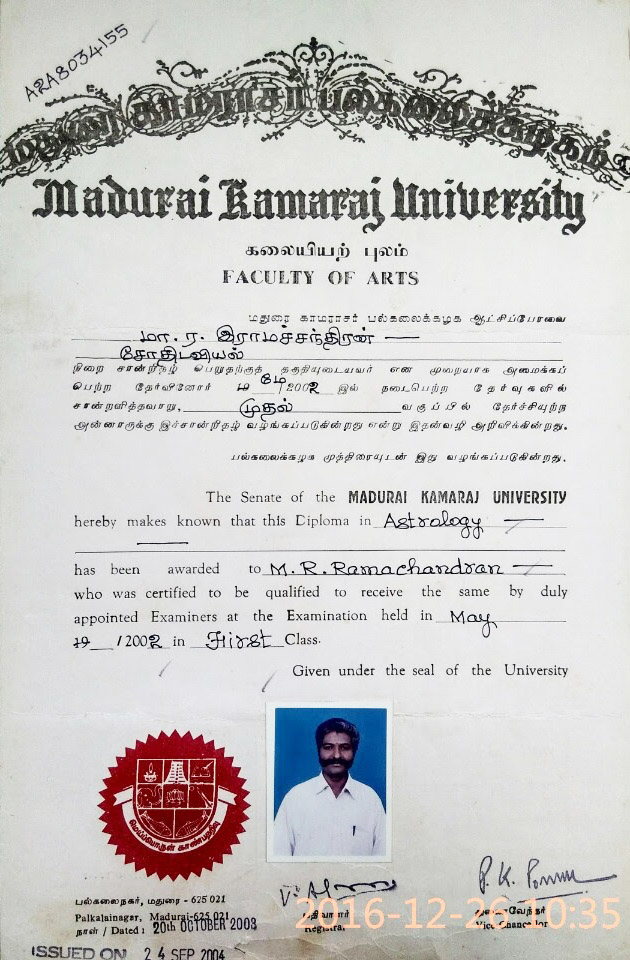 ARA8034155
மதுரை காமராசர் பல்கலைக்கழகம்
Madurai Kamaraj University
கலையியற் புலம்
FACULTY OF ARTS
மதுரை காமராசர் பல்கலைக்கழக ஆட்சிப்பேரவை
மா. ர. இராமச்சந்திரன் —
சோதிடவியல்
நிறை சான்றிதழ் பெறுதற்குத் தகுதியுடையவர் என முறையாக அமைக்கப்
பெற்ற தேர்வினோர் 19 மே /2002 இல் நடைபெற்ற தேர்வுகளில்
சான்றளித்தவாறு, முதல் வகுப்பில் தேர்ச்சியுற்ற
அன்னாருக்கு இச்சான்றிதழ் வழங்கப்படுகின்றது என்று இதன்வழி அறிவிக்கின்றது.
பல்கலைக்கழக முத்திரையுடன் இது வழங்கப்படுகின்றது.
The Senate of the MADURAI KAMARAJ UNIVERSITY
hereby makes known that this Diploma in Astrology —
has been awarded to M. R. Ramachandran —
who was certified to be qualified to receive the same by duly
appointed Examiners at the Examination held in May
19 /2002 in First Class.
Given under the seal of the University
பல்கலைநகர், மதுரை - 625 021
Palkalainagar, Madurai-625 021
நாள் / Dated : 20th OCTOBER 2003
ISSUED ON 24 SEP 2004
பதிவாளர்
Registrar
P. K. Ponnu
துணைவேந்தர்
Vice-Chancellor
2016-12-26 10:35